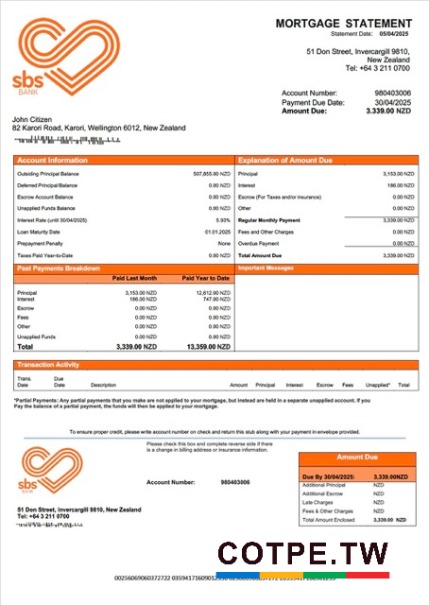 MORTGAGE STATEMENT
Statement Date: 05/04/2025
51 Don Street, Invercargill 9810,
New Zealand
Tel: +64 3 211 0700
sbs
BANK
Account Number: 980403006
Payment Due Date: 30/04/2025
Amount Due: 3.339.00 NZD
John Citizen
82 Karori Road, Karori, Wellington 6012, New Zealand
Account Information
Outsiding Principal Balance 507,855.80 NZD
Deferred Principal Balance 0.00 NZD
Escrow Account Balance 0.00 NZD
Unapplied Funds Balance 0.00 NZD
Interest Rate (until 30/04/2025) 5.93%
Loan Maturity Date 01.01.2025
Prepayment Penalty None
Taxes Paid Year-to-Date 0.00 NZD
Explanation of Amount Due
Principal 3,153.00 NZD
Interest 186.00 NZD
Escrow (For Taxes and/or Insurance) 0.00 NZD
Other 0.00 NZD
Regular Monthly Payment 3,339.00 NZD
Fees and Other Charges 0.00 NZD
Overdue Payment 0.00 NZD
Total Amount Due 3,339.00 NZD
Past Payments Breakdown
Paid Last Month Paid Year to Date
Principal 3,153.00 NZD 12,612.00 NZD
Interest 186.00 NZD 747.00 NZD
Escrow 0.00 NZD 0.00 NZD
Fees 0.00 NZD 0.00 NZD
Other 0.00 NZD 0.00 NZD
Unapplied Funds 0.00 NZD 0.00 NZD
Total 3,339.00 NZD 13,359.00 NZD
Important Messages
Transaction Activity
Trans. Date Due Date Description Amount Principal Interest Escrow Fees Unapplied* Total
*Partial Payments: Any partial payments that you make are not applied to your mortgage, but instead are held in a separate unapplied account. If you
Pay the balance of a partial payment, the funds will then be applied to your mortgage.
To ensure proper credit, please write account number on check and return this stub along with your payment in envelope provided.
Please check this box and complete reverse side if there
is a change in billing address or insurance information.
sbs
BANK
Account Number: 980403006
Amount Due
Due By 30/04/2025: 3,339.00NZD
Additional Principal NZD
Additional Escrow NZD
Late Charges NZD
Fees & Other Charges NZD
Total Amount Enclosed 3,339.00 NZD
51 Don Street, Invercargill 9810, New Zealand
Tel: +64 3 211 0700
COTPE.TW